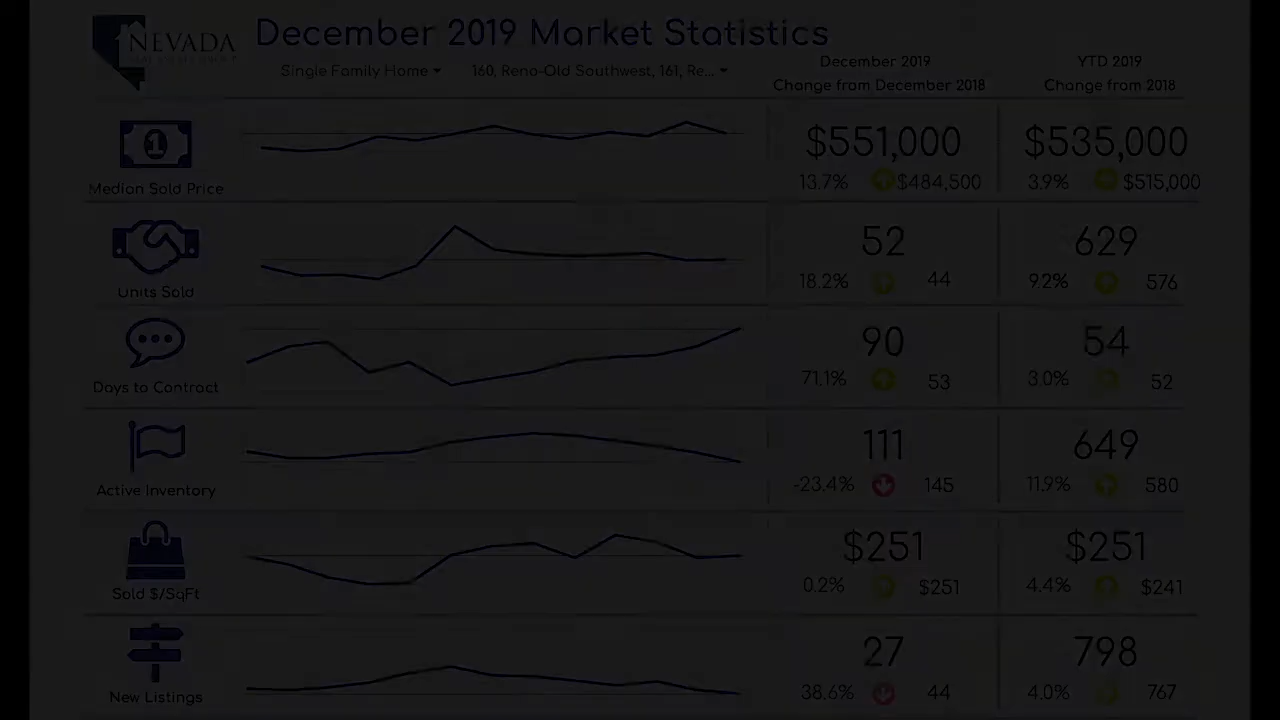 NEVADA
December 2019 Market Statistics
Single Family Home
160, Reno-Old Southwest, 161, Re...
December 2019
Change from December 2018
YTD 2019
Change from 2018
1
Median Sold Price
$551,000
13.7% $484,500
$535,000
3.9% $515,000
Units Sold
52
18.2% 44
629
9.2% 576
Days to Contract
90
71.1% 53
54
3.0% 52
Active Inventory
111
-23.4% 145
649
11.9% 580
Sold $/SqFt
$251
0.2% $251
$251
4.4% $241
New Listings
27
38.6% 44
798
4.0% 767